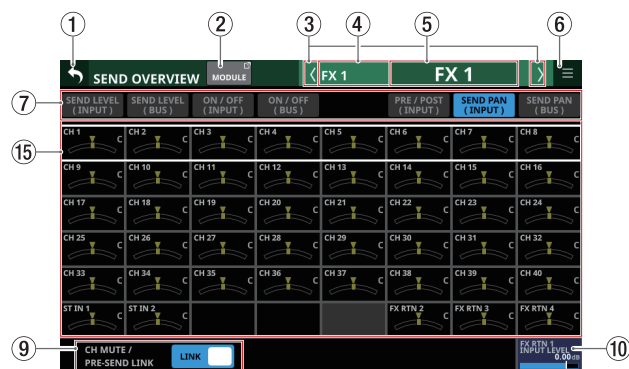 ① ② ③ ④ ⑤ ⑥
SEND OVERVIEW MODULE FX 1 FX 1
⑦
SEND LEVEL (INPUT) SEND LEVEL (BUS) ON / OFF (INPUT) ON / OFF (BUS) PRE / POST (INPUT) SEND PAN (INPUT) SEND PAN (BUS)
⑮
CH 1 C CH 2 C CH 3 C CH 4 C CH 5 C CH 6 C CH 7 C CH 8 C
CH 9 C CH 10 C CH 11 C CH 12 C CH 13 C CH 14 C CH 15 C CH 16 C
CH 17 C CH 18 C CH 19 C CH 20 C CH 21 C CH 22 C CH 23 C CH 24 C
CH 25 C CH 26 C CH 27 C CH 28 C CH 29 C CH 30 C CH 31 C CH 32 C
CH 33 C CH 34 C CH 35 C CH 36 C CH 37 C CH 38 C CH 39 C CH 40 C
ST IN 1 C ST IN 2 C FX RTN 2 C FX RTN 3 C FX RTN 4 C
⑨
CH MUTE /
PRE-SEND LINK
LINK
FX RTN 1
INPUT LEVEL
0.00dB
⑩